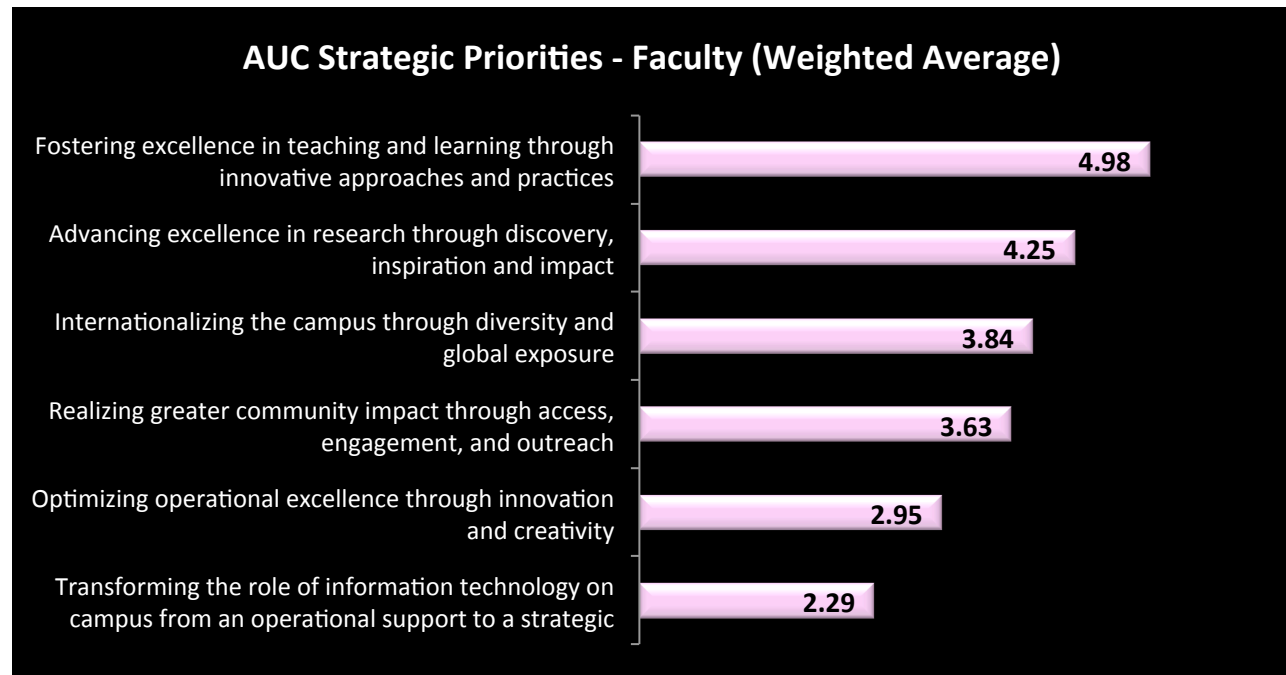 AUC Strategic Priorities - Faculty (Weighted Average)
Fostering excellence in teaching and learning through
innovative approaches and practices
4.98
Advancing excellence in research through discovery,
inspiration and impact
4.25
Internationalizing the campus through diversity and
global exposure
3.84
Realizing greater community impact through access,
engagement, and outreach
3.63
Optimizing operational excellence through innovation
and creativity
2.95
Transforming the role of information technology on
campus from an operational support to a strategic
2.29